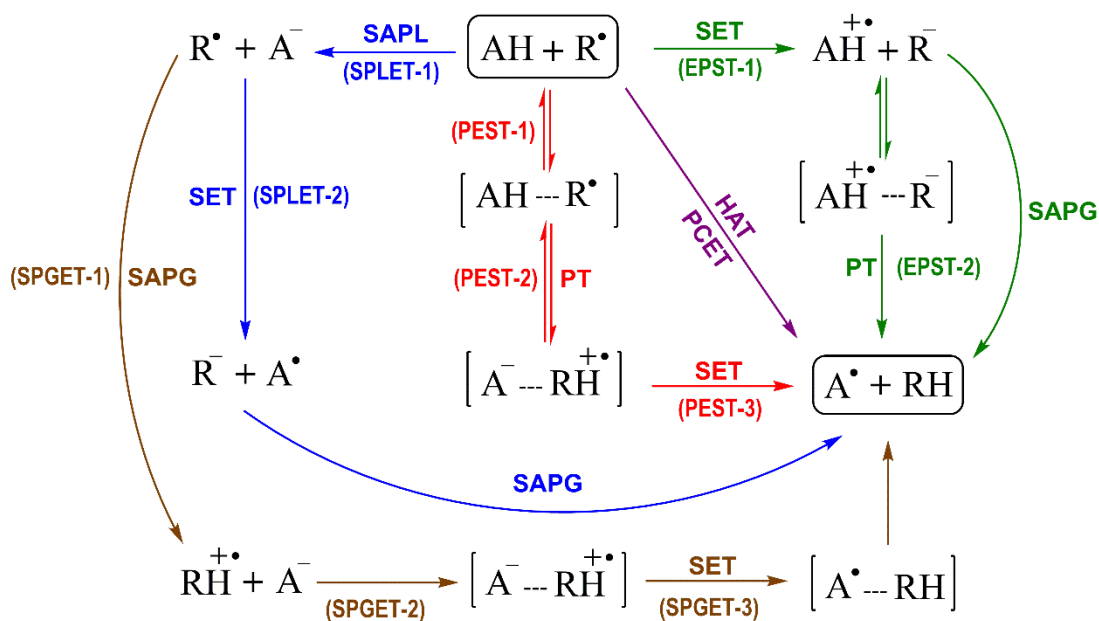 R• + A⁻
SAPL
(SPLET-1)
AH + R•
SET
(EPST-1)
AH⁺• + R⁻
(PEST-1)
[AH --- R•]
[AH⁺• --- R⁻]
SET
(SPLET-2)
HAT
PCET
SAPG
(SPGET-1)
SAPG
(PEST-2)
PT
PT
(EPST-2)
R⁻ + A•
[A⁻ --- RH⁺•]
SET
(PEST-3)
A• + RH
SAPG
RH⁺• + A⁻
(SPGET-2)
[A⁻ --- RH⁺•]
SET
(SPGET-3)
[A• --- RH]